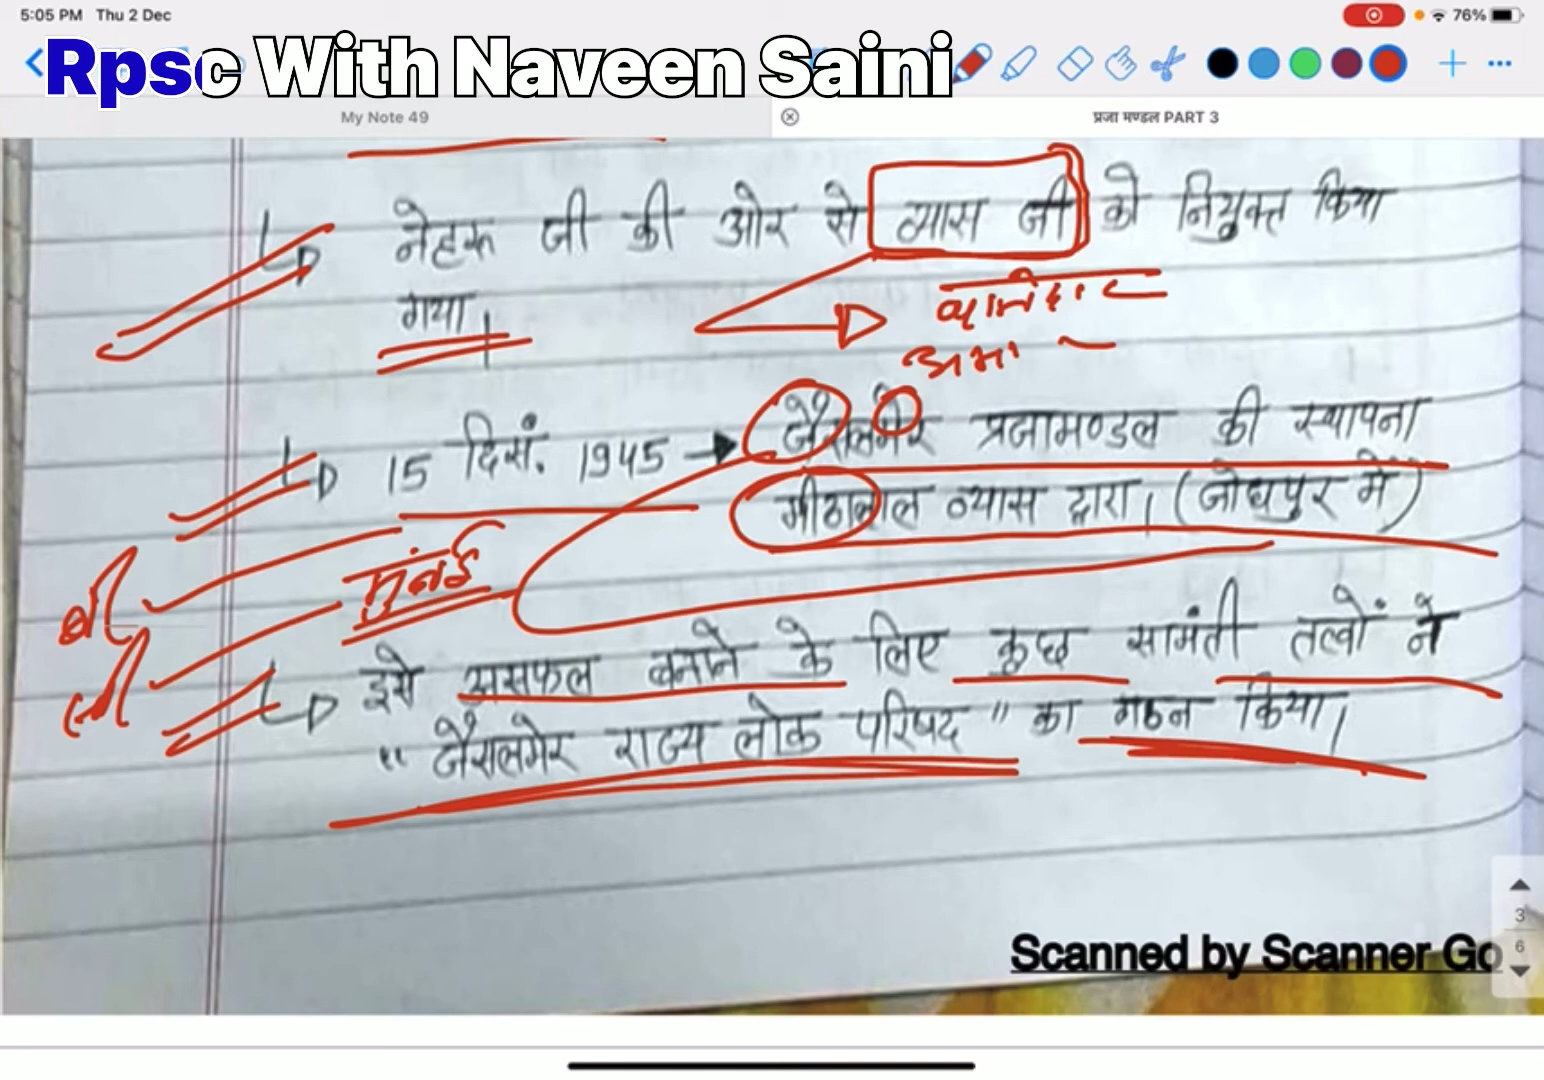 5:05 PM Thu 2 Dec
76%
Rpsc With Naveen Saini
My Note 49
प्रजा मण्डल PART 3
नेहरू जी की ओर से व्यास जी को नियुक्त किया
गया।
15 दिसं. 1945 → जैसलमेर प्रजामण्डल की स्थापना
मीठालाल व्यास द्वारा। (जोधपुर में)
मुंबई
इसे असफल बनाने के लिए कुछ सामंती तत्वों ने
"जैसलमेर राज्य लोक परिषद" का गठन किया।
3
6
Scanned by Scanner Go